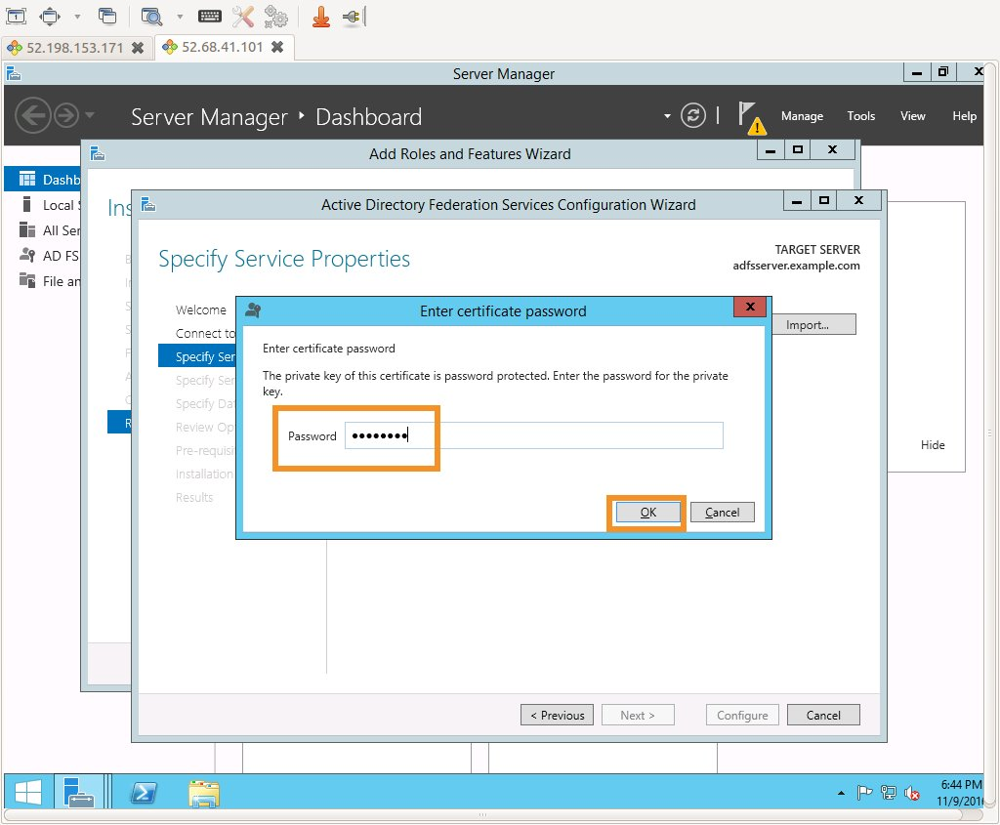 52.198.153.171
52.68.41.101
Server Manager
Server Manager Dashboard
Manage
Tools
View
Help
Add Roles and Features Wizard
Dashb
Local S
All Ser
AD FS
File an
Ins
Active Directory Federation Services Configuration Wizard
Specify Service Properties
TARGET SERVER
adfsserver.example.com
Welcome
Connect to
Specify Ser
Specify Ser
Specify Dat
Review Op
Pre-requisit
Installation
Results
Import...
Enter certificate password
Enter certificate password
The private key of this certificate is password protected. Enter the password for the private
key.
Password ••••••••
OK
Cancel
Hide
< Previous
Next >
Configure
Cancel
6:44 PM
11/9/201